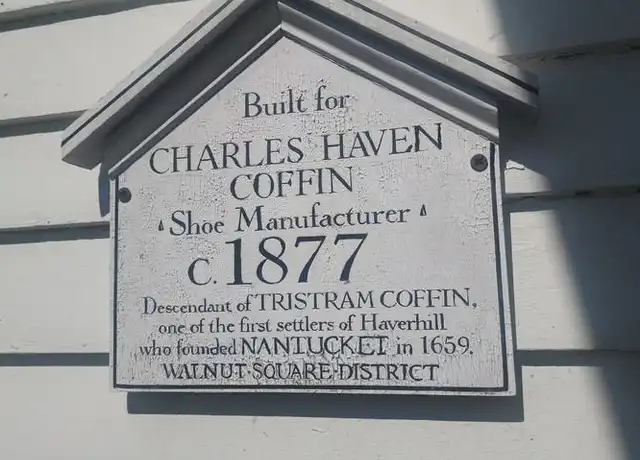 Built for
CHARLES HAVEN
COFFIN
Shoe Manufacturer
C. 1877
Descendant of TRISTRAM COFFIN,
one of the first settlers of Haverhill
who founded NANTUCKET in 1659.
WALNUT·SQUARE·DISTRICT